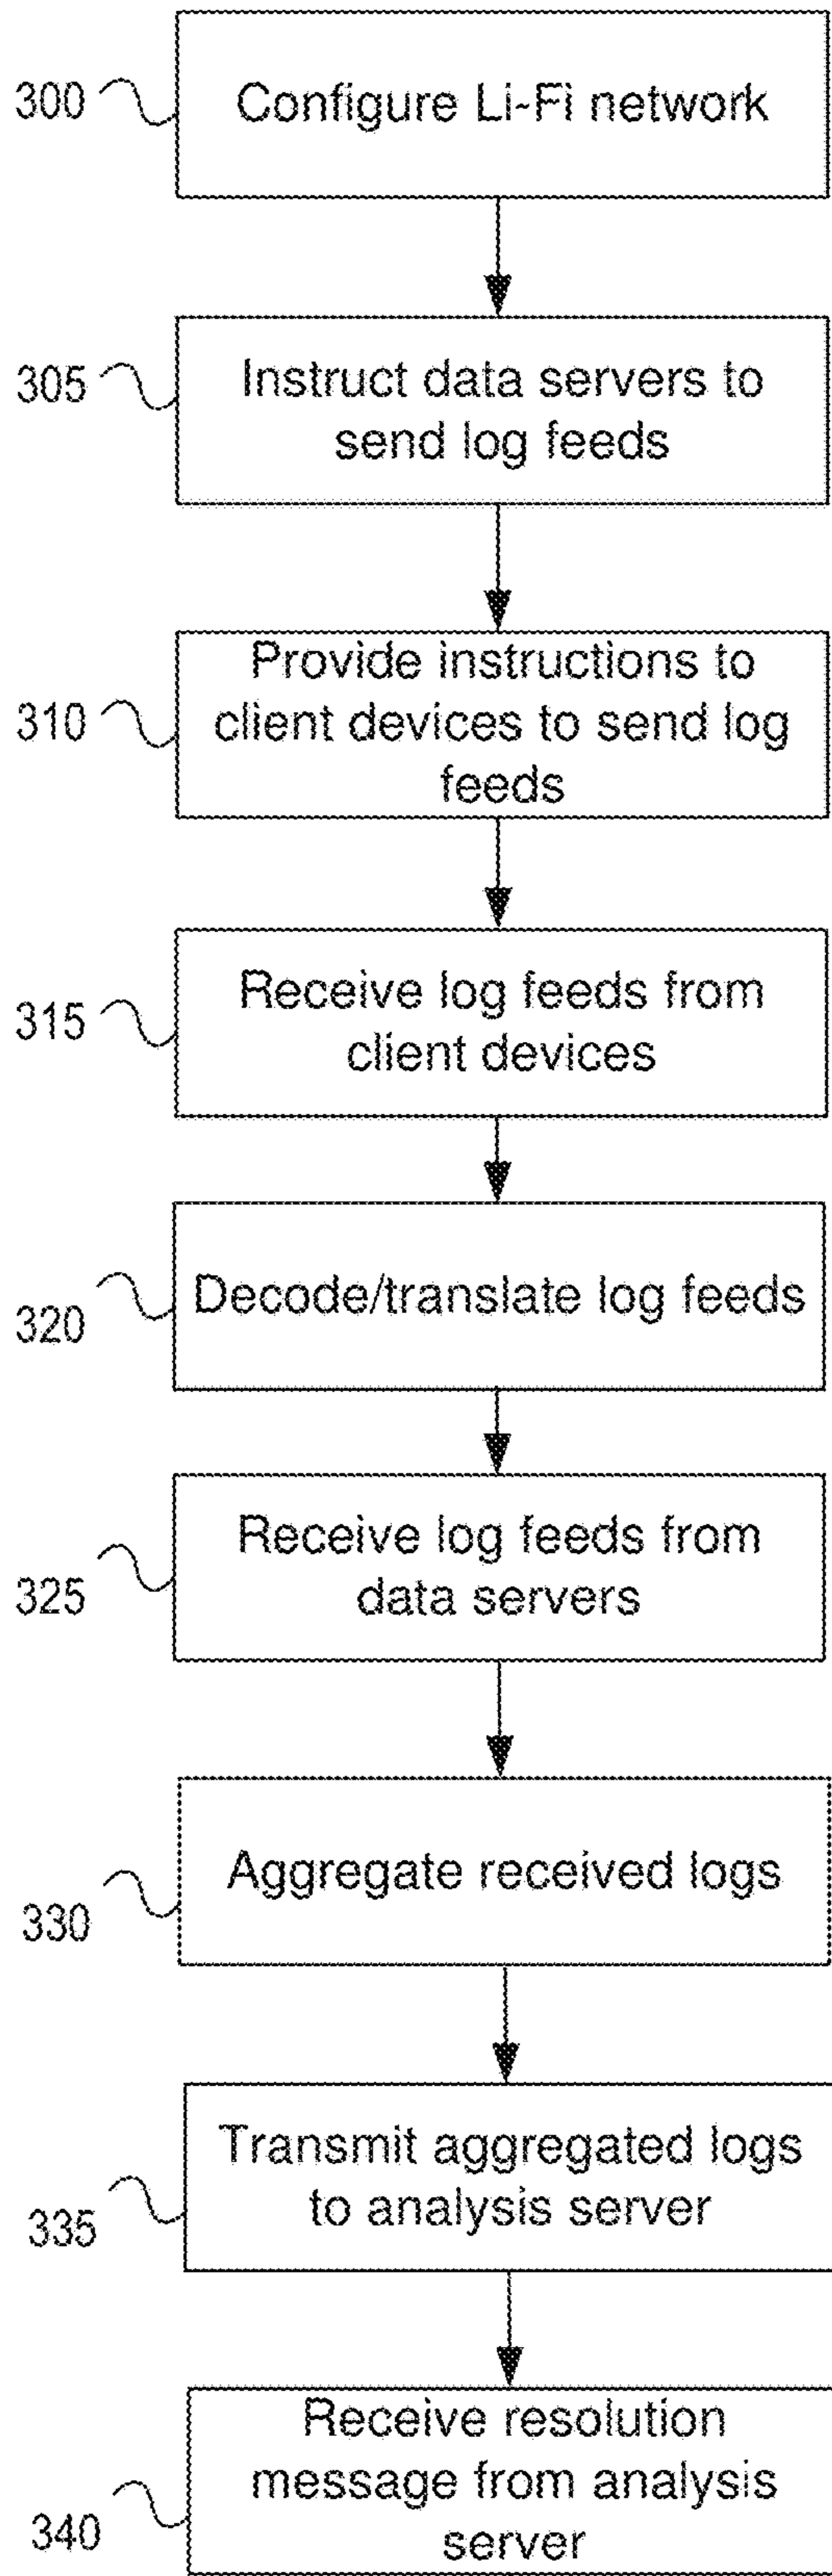 300
Configure Li-Fi network
305
Instruct data servers to
send log feeds
310
Provide instructions to
client devices to send log
feeds
315
Receive log feeds from
client devices
320
Decode/translate log feeds
325
Receive log feeds from
data servers
330
Aggregate received logs
335
Transmit aggregated logs
to analysis server
340
Receive resolution
message from analysis
server